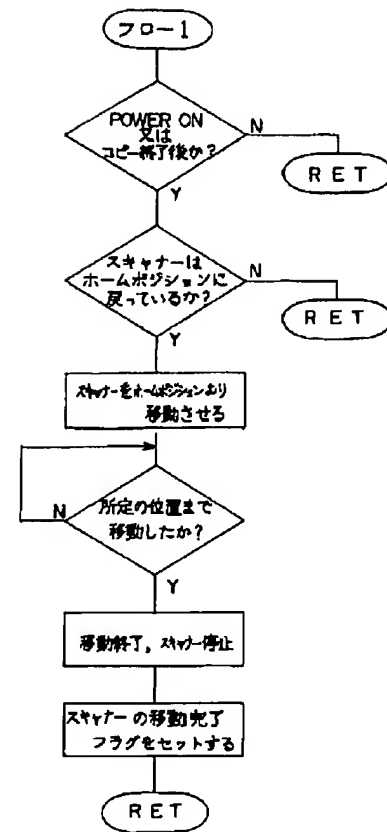 フロー1
POWER ON
又は
コピー終了後か?
N
RET
Y
スキャナーは
ホームポジションに
戻っているか?
N
RET
Y
スキャナーをホームポジションより
移動させる
所定の位置まで
移動したか?
N
Y
移動終了,スキャナー停止
スキャナーの移動完了
フラグをセットする
RET